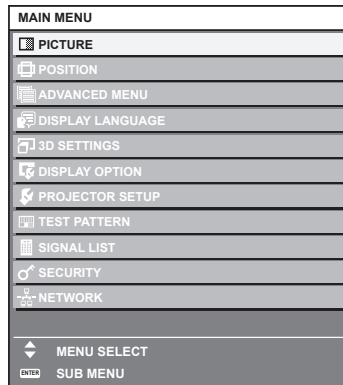 MAIN MENU
PICTURE
POSITION
ADVANCED MENU
DISPLAY LANGUAGE
3D SETTINGS
DISPLAY OPTION
PROJECTOR SETUP
TEST PATTERN
SIGNAL LIST
SECURITY
NETWORK
MENU SELECT
ENTER SUB MENU